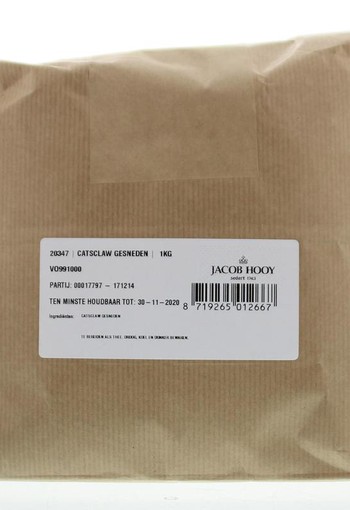 20347 | CATSCLAW GESNEDEN | 1KG
VO991000
PARTIJ: 00017797 - 171214
TEN MINSTE HOUDBAAR TOT: 30-11-2020
Ingrediënten: CATSCLAW GESNEDEN
JACOB HOOY
sedert 1743
8 719265 012667